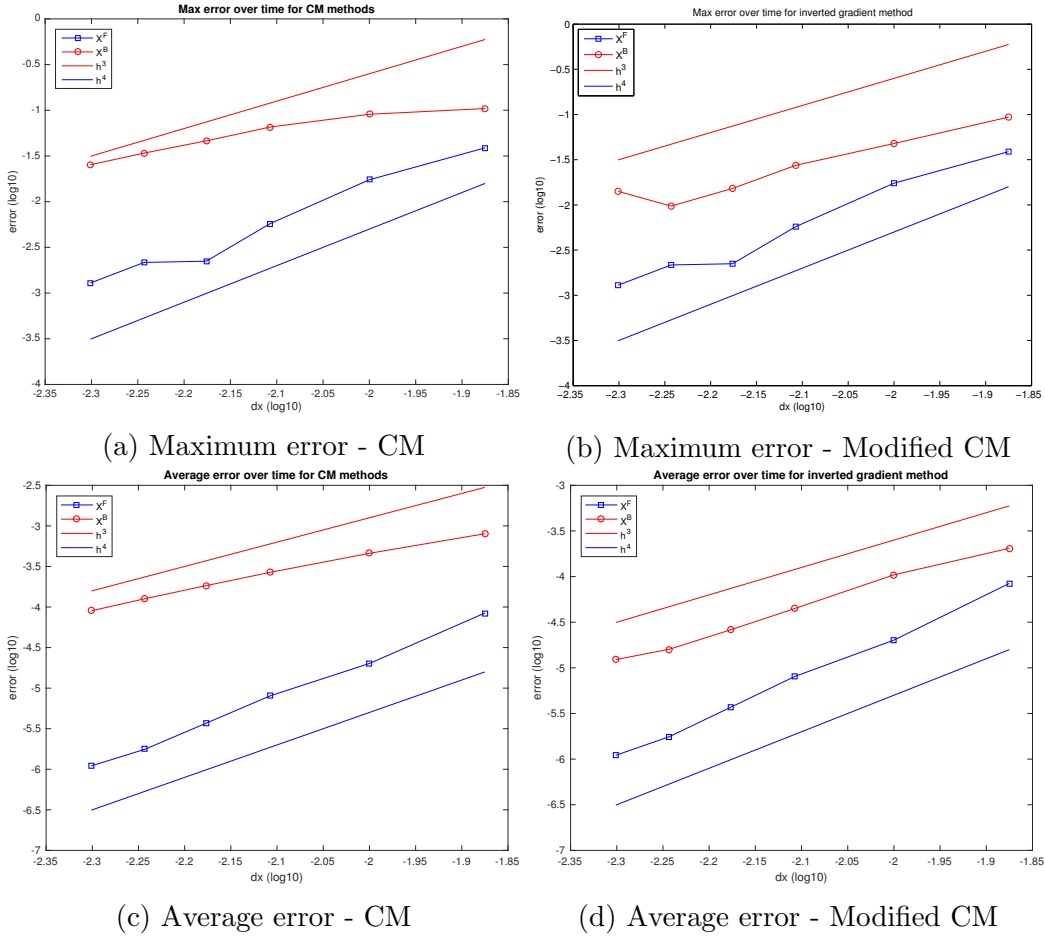 Max error over time for CM methods
0
-0.5
-1
-1.5
-2
-2.5
-3
-3.5
-4
error (log10)
X^F
X^B
h^3
h^4
-2.35 -2.3 -2.25 -2.2 -2.15 -2.1 -2.05 -2 -1.95 -1.9 -1.85
dx (log10)
(a) Maximum error - CM
Max error over time for inverted gradient method
0
−0.5
−1
−1.5
−2
−2.5
−3
−3.5
−4
error (log10)
X^F
X^B
h^3
h^4
−2.35 −2.3 −2.25 −2.2 −2.15 −2.1 −2.05 −2 −1.95 −1.9 −1.85
dx (log10)
(b) Maximum error - Modified CM
Average error over time for CM methods
-2.5
-3
-3.5
-4
-4.5
-5
-5.5
-6
-6.5
-7
error (log10)
X^F
X^B
h^3
h^4
-2.35 -2.3 -2.25 -2.2 -2.15 -2.1 -2.05 -2 -1.95 -1.9 -1.85
dx (log10)
(c) Average error - CM
Average error over time for inverted gradient method
-3
-3.5
-4
-4.5
-5
-5.5
-6
-6.5
-7
error (log10)
X^F
X^B
h^3
h^4
-2.35 -2.3 -2.25 -2.2 -2.15 -2.1 -2.05 -2 -1.95 -1.9 -1.85
dx (log10)
(d) Average error - Modified CM